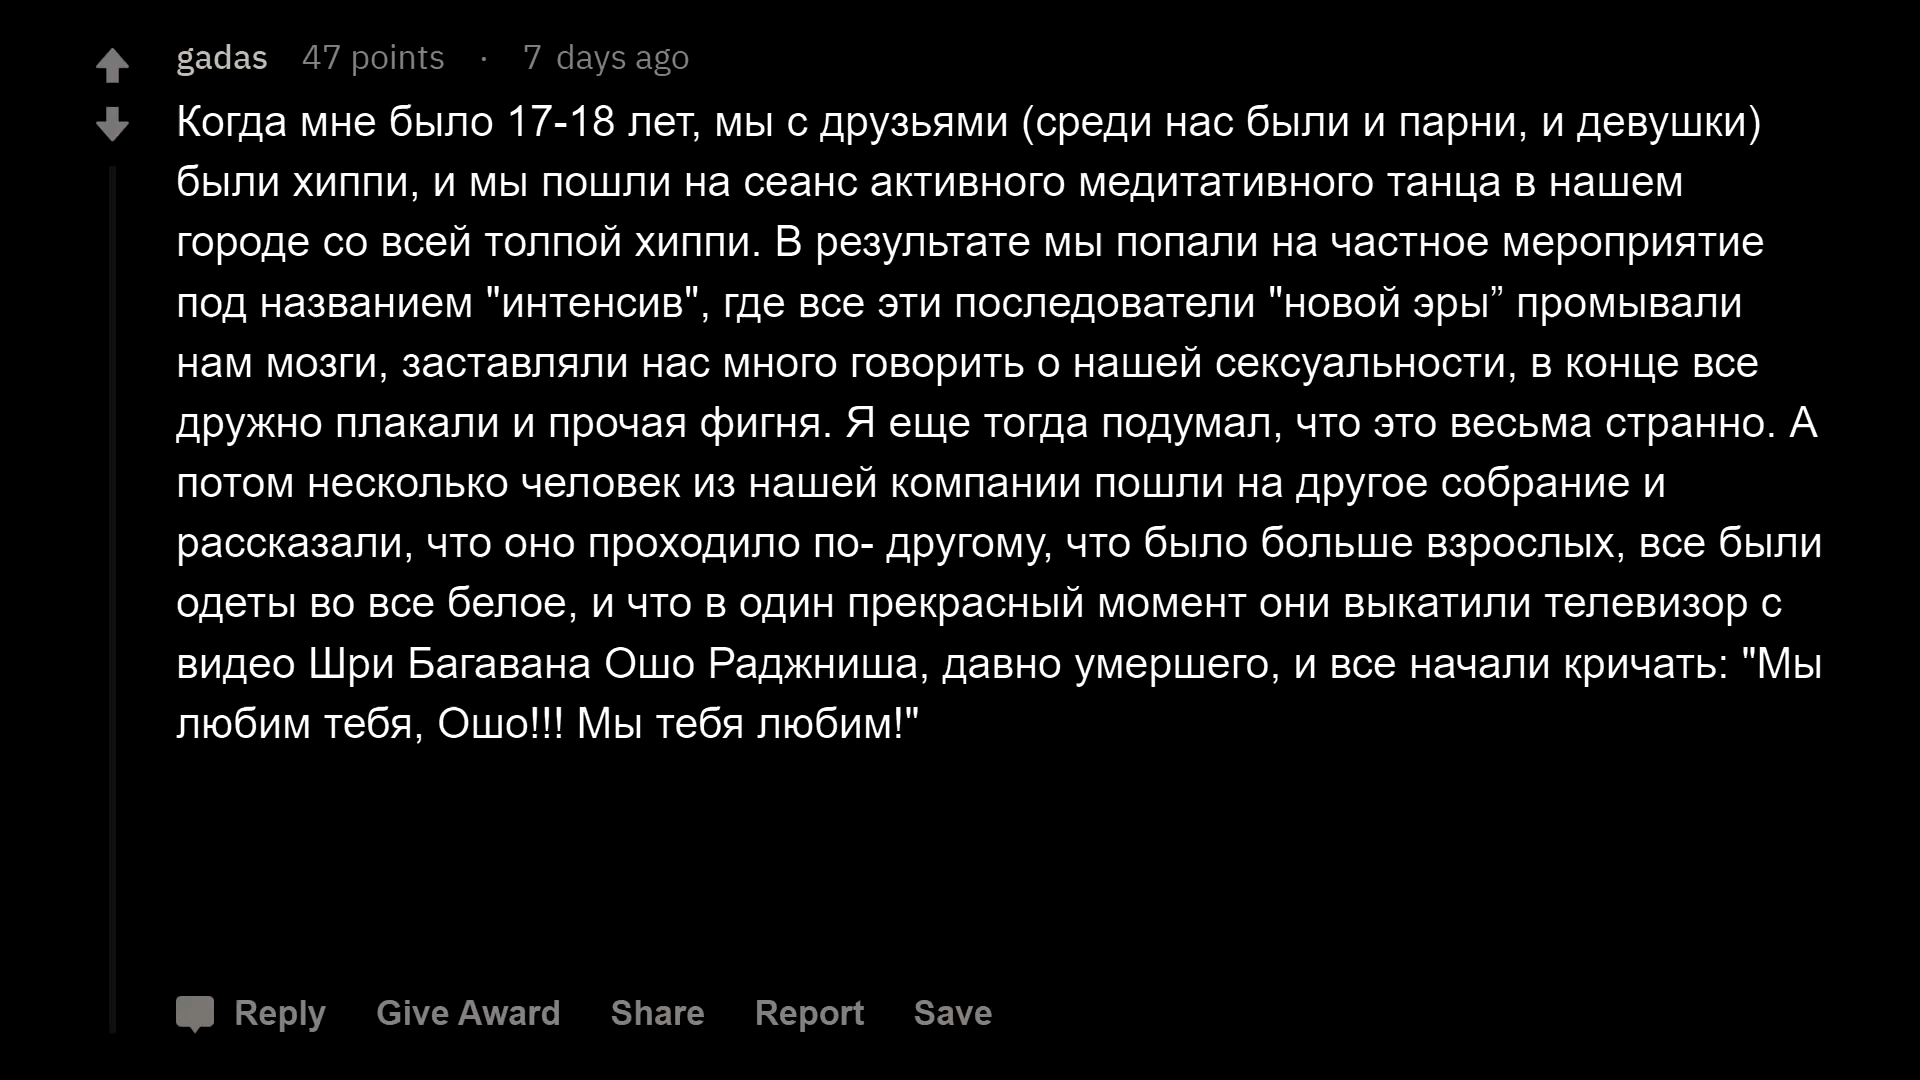 gadas 47 points · 7 days ago
Когда мне было 17-18 лет, мы с друзьями (среди нас были и парни, и девушки)
были хиппи, и мы пошли на сеанс активного медитативного танца в нашем
городе со всей толпой хиппи. В результате мы попали на частное мероприятие
под названием "интенсив", где все эти последователи "новой эры” промывали
нам мозги, заставляли нас много говорить о нашей сексуальности, в конце все
дружно плакали и прочая фигня. Я еще тогда подумал, что это весьма странно. А
потом несколько человек из нашей компании пошли на другое собрание и
рассказали, что оно проходило по- другому, что было больше взрослых, все были
одеты во все белое, и что в один прекрасный момент они выкатили телевизор с
видео Шри Багавана Ошо Раджниша, давно умершего, и все начали кричать: "Мы
любим тебя, Ошо!!! Мы тебя любим!"
Reply Give Award Share Report Save